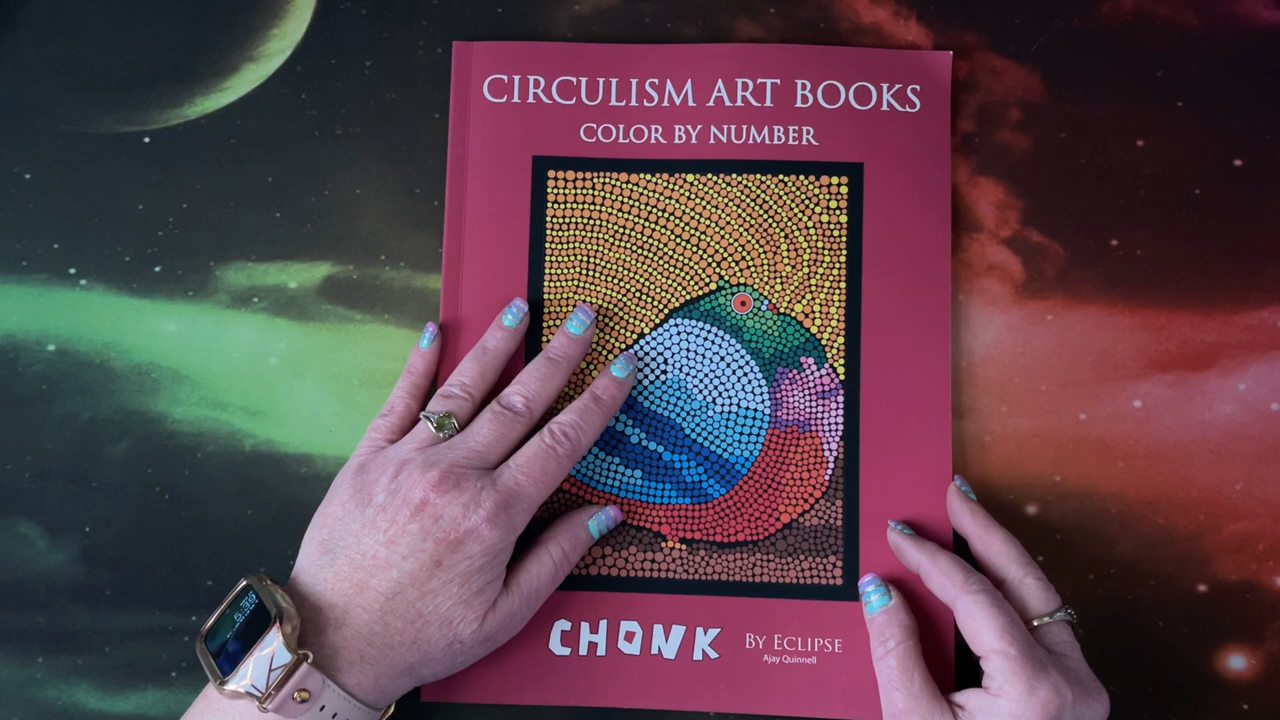 CIRCULISM ART BOOKS
COLOR BY NUMBER
CHONK
BY ECLIPSE
Ajay Quinnell